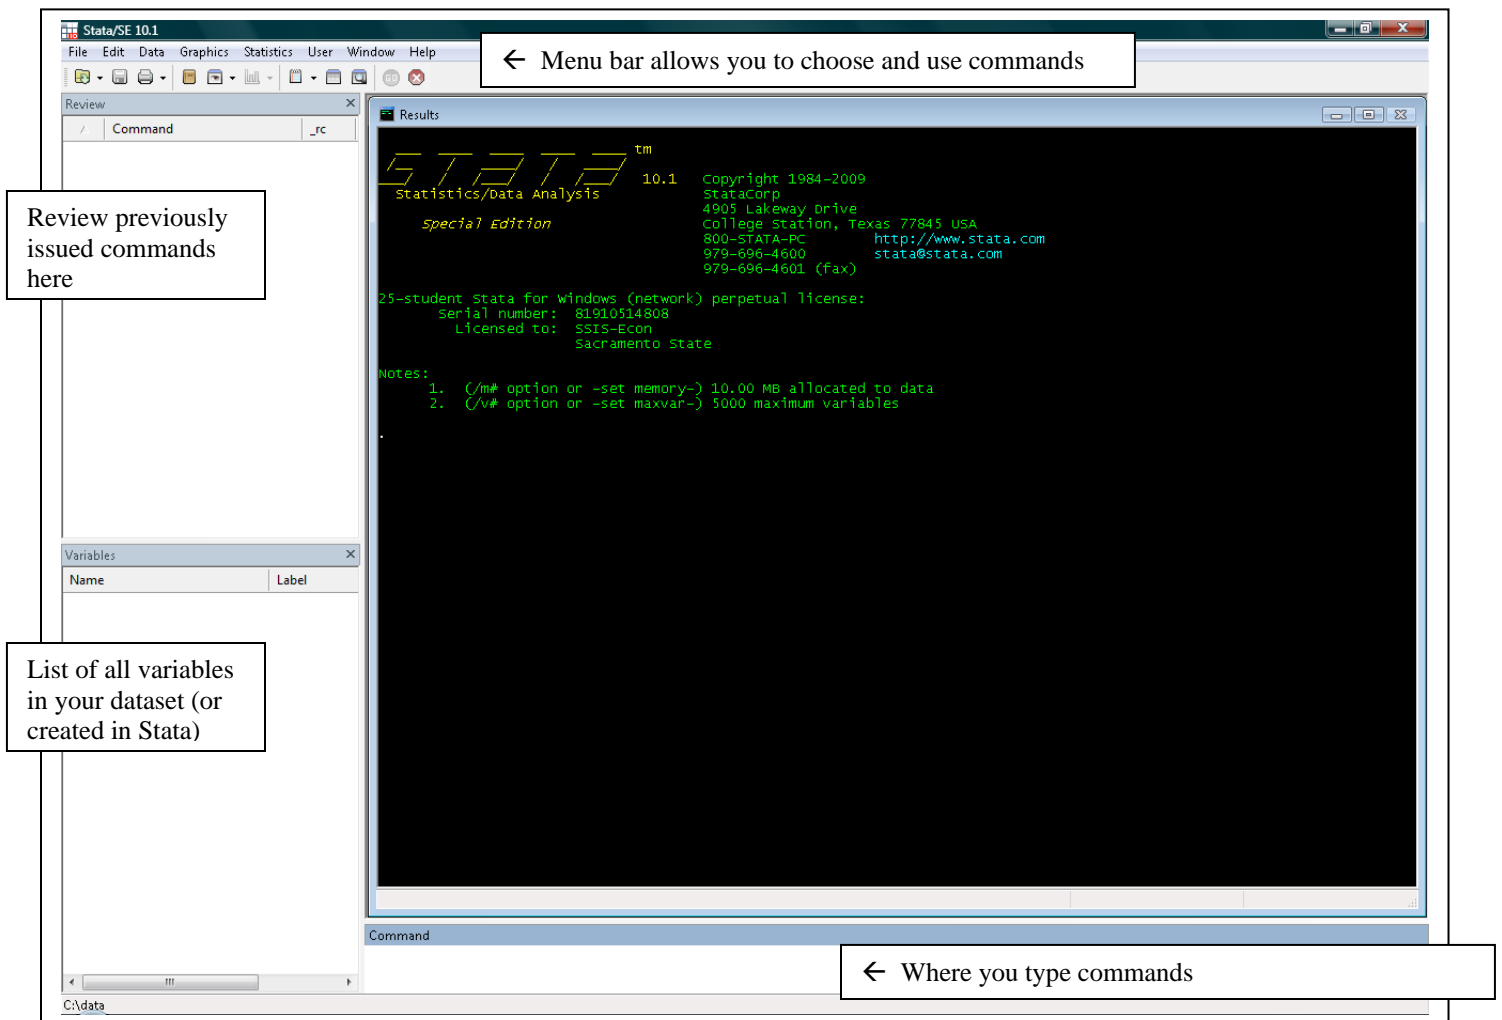 Stata/SE 10.1
File Edit Data Graphics Statistics User Window Help
← Menu bar allows you to choose and use commands
Review
Command _rc
Review previously
issued commands
here
Variables
Name Label
List of all variables
in your dataset (or
created in Stata)
C:\data
Results
STATA tm
10.1 Copyright 1984-2009
Statistics/Data Analysis StataCorp
4905 Lakeway Drive
Special Edition College Station, Texas 77845 USA
800-STATA-PC http://www.stata.com
979-696-4600 stata@stata.com
979-696-4601 (fax)
25-student Stata for Windows (network) perpetual license:
Serial number: 81910514808
Licensed to: SSIS-Econ
Sacramento State
Notes:
1. (/m# option or -set memory-) 10.00 MB allocated to data
2. (/v# option or -set maxvar-) 5000 maximum variables
.
Command
← Where you type commands